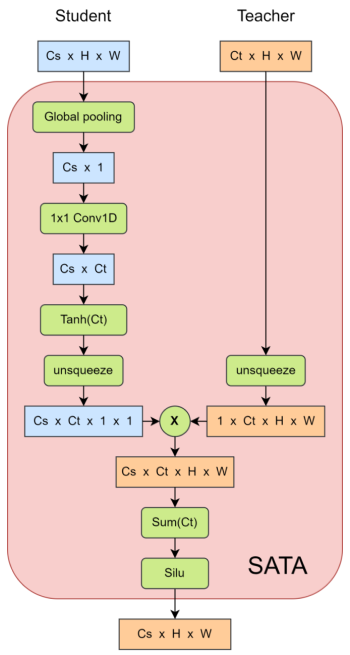 Student
Teacher
Cs x H x W
Ct x H x W
Global pooling
Cs x 1
1x1 Conv1D
Cs x Ct
Tanh(Ct)
unsqueeze
unsqueeze
Cs x Ct x 1 x 1
X
1 x Ct x H x W
Cs x Ct x H x W
Sum(Ct)
Silu
SATA
Cs x H x W